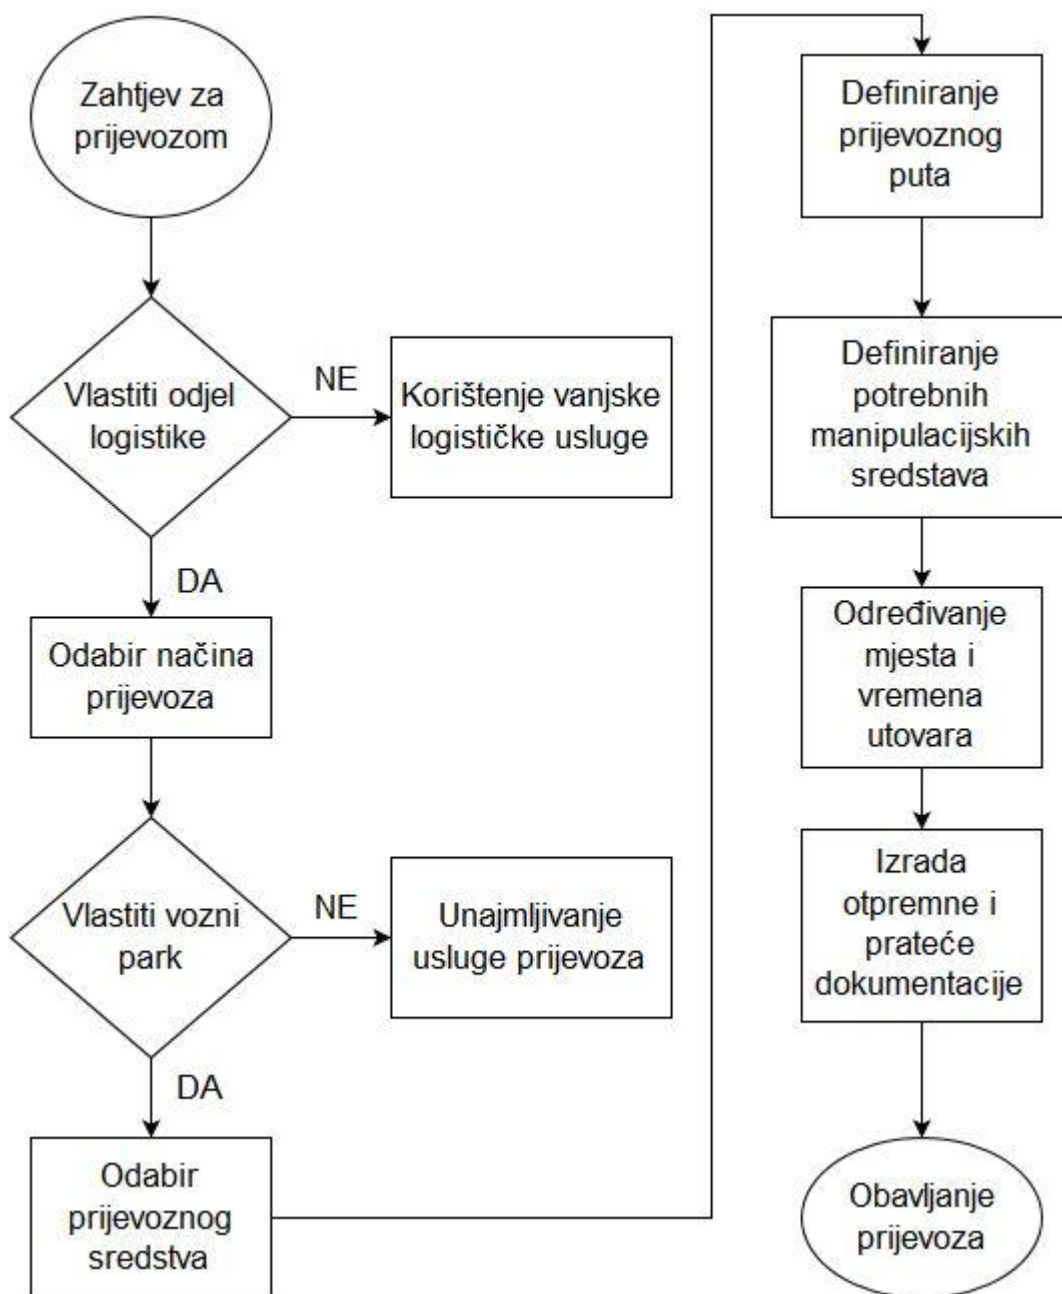 Zahtjev za
prijevozom
Vlastiti odjel
logistike
NE
Korištenje vanjske
logističke usluge
DA
Odabir načina
prijevoza
Vlastiti vozni
park
NE
Unajmljivanje
usluge prijevoza
DA
Odabir
prijevoznog
sredstva
Definiranje
prijevoznog
puta
Definiranje
potrebnih
manipulacijskih
sredstava
Određivanje
mjesta i
vremena
utovara
Izrada
otpremne i
prateće
dokumentacije
Obavljanje
prijevoza